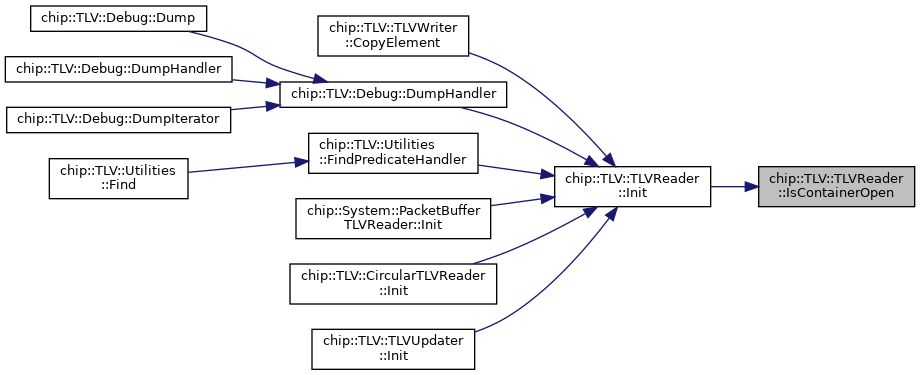 chip::TLV::Debug::Dump
chip::TLV::Debug::DumpHandler
chip::TLV::Debug::DumpIterator
chip::TLV::Utilities
::Find
chip::TLV::TLVWriter
::CopyElement
chip::TLV::Debug::DumpHandler
chip::TLV::Utilities
::FindPredicateHandler
chip::System::PacketBuffer
TLVReader::Init
chip::TLV::CircularTLVReader
::Init
chip::TLV::TLVUpdater
::Init
chip::TLV::TLVReader
::Init
chip::TLV::TLVReader
::IsContainerOpen